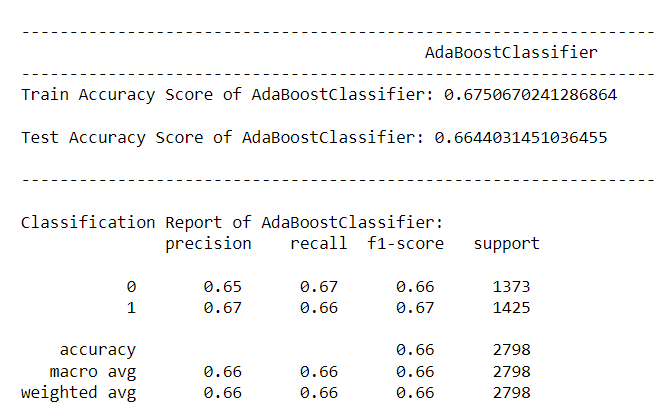 -----------------------------------------------------------------
AdaBoostClassifier
-----------------------------------------------------------------
Train Accuracy Score of AdaBoostClassifier: 0.6750670241286864
Test Accuracy Score of AdaBoostClassifier: 0.6644031451036455
-----------------------------------------------------------------
Classification Report of AdaBoostClassifier:
precision recall f1-score support
0 0.65 0.67 0.66 1373
1 0.67 0.66 0.67 1425
accuracy 0.66 2798
macro avg 0.66 0.66 0.66 2798
weighted avg 0.66 0.66 0.66 2798